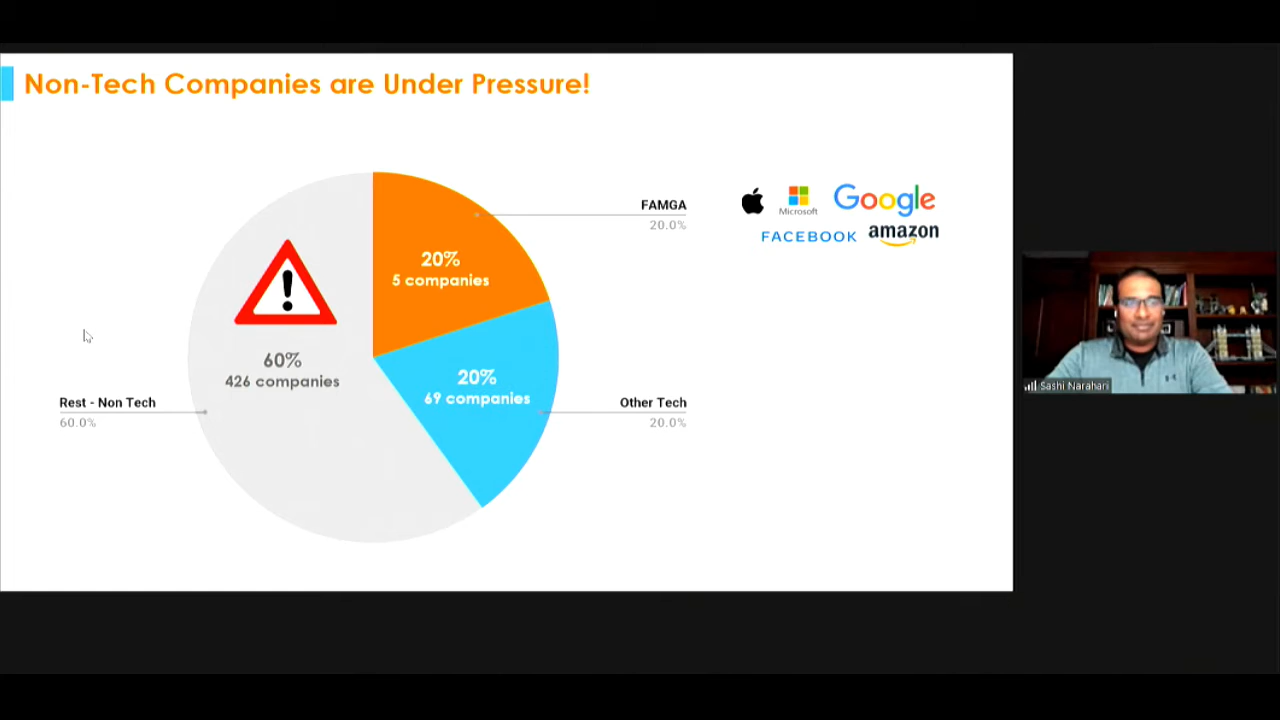 Non-Tech Companies are Under Pressure!
FAMGA
20.0%
Microsoft
Google
FACEBOOK
amazon
20%
5 companies
!
60%
426 companies
20%
69 companies
Rest - Non Tech
60.0%
Other Tech
20.0%
Sashi Narahari